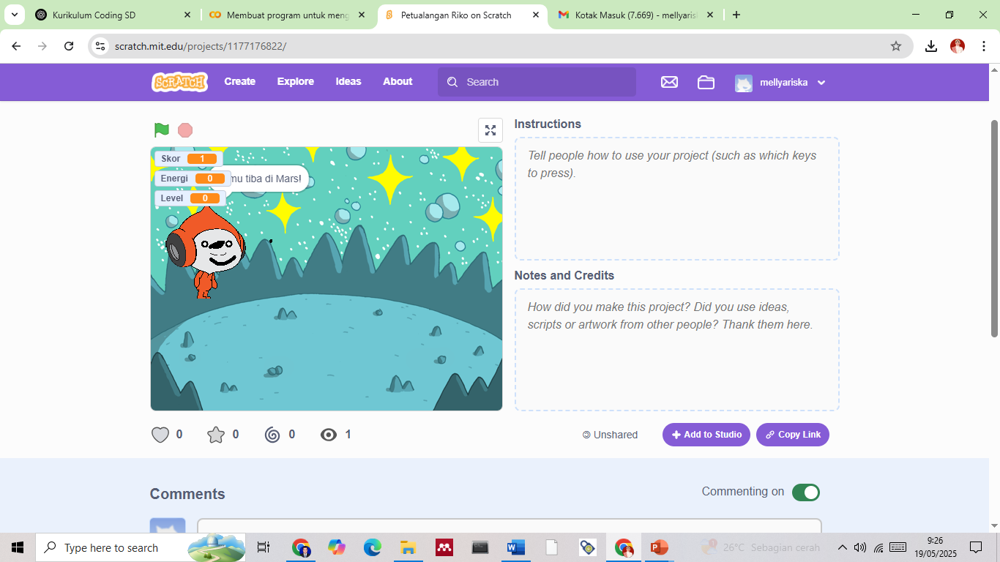 Kurikulum Coding SD
Membuat program untuk meng
Petualangan Riko on Scratch
Kotak Masuk (7.669) - mellyaris
scratch.mit.edu/projects/1177176822/
SCRATCH
Create
Explore
Ideas
About
Search
mellyariska
Skor 1
Energi 0
mu tiba di Mars!
Level 0
Instructions
Tell people how to use your project (such as which keys
to press).
Notes and Credits
How did you make this project? Did you use ideas,
scripts or artwork from other people? Thank them here.
0
0
0
1
Unshared
Add to Studio
Copy Link
Comments
Commenting on
Type here to search
26°C Sebagian cerah
9:26
19/05/2025